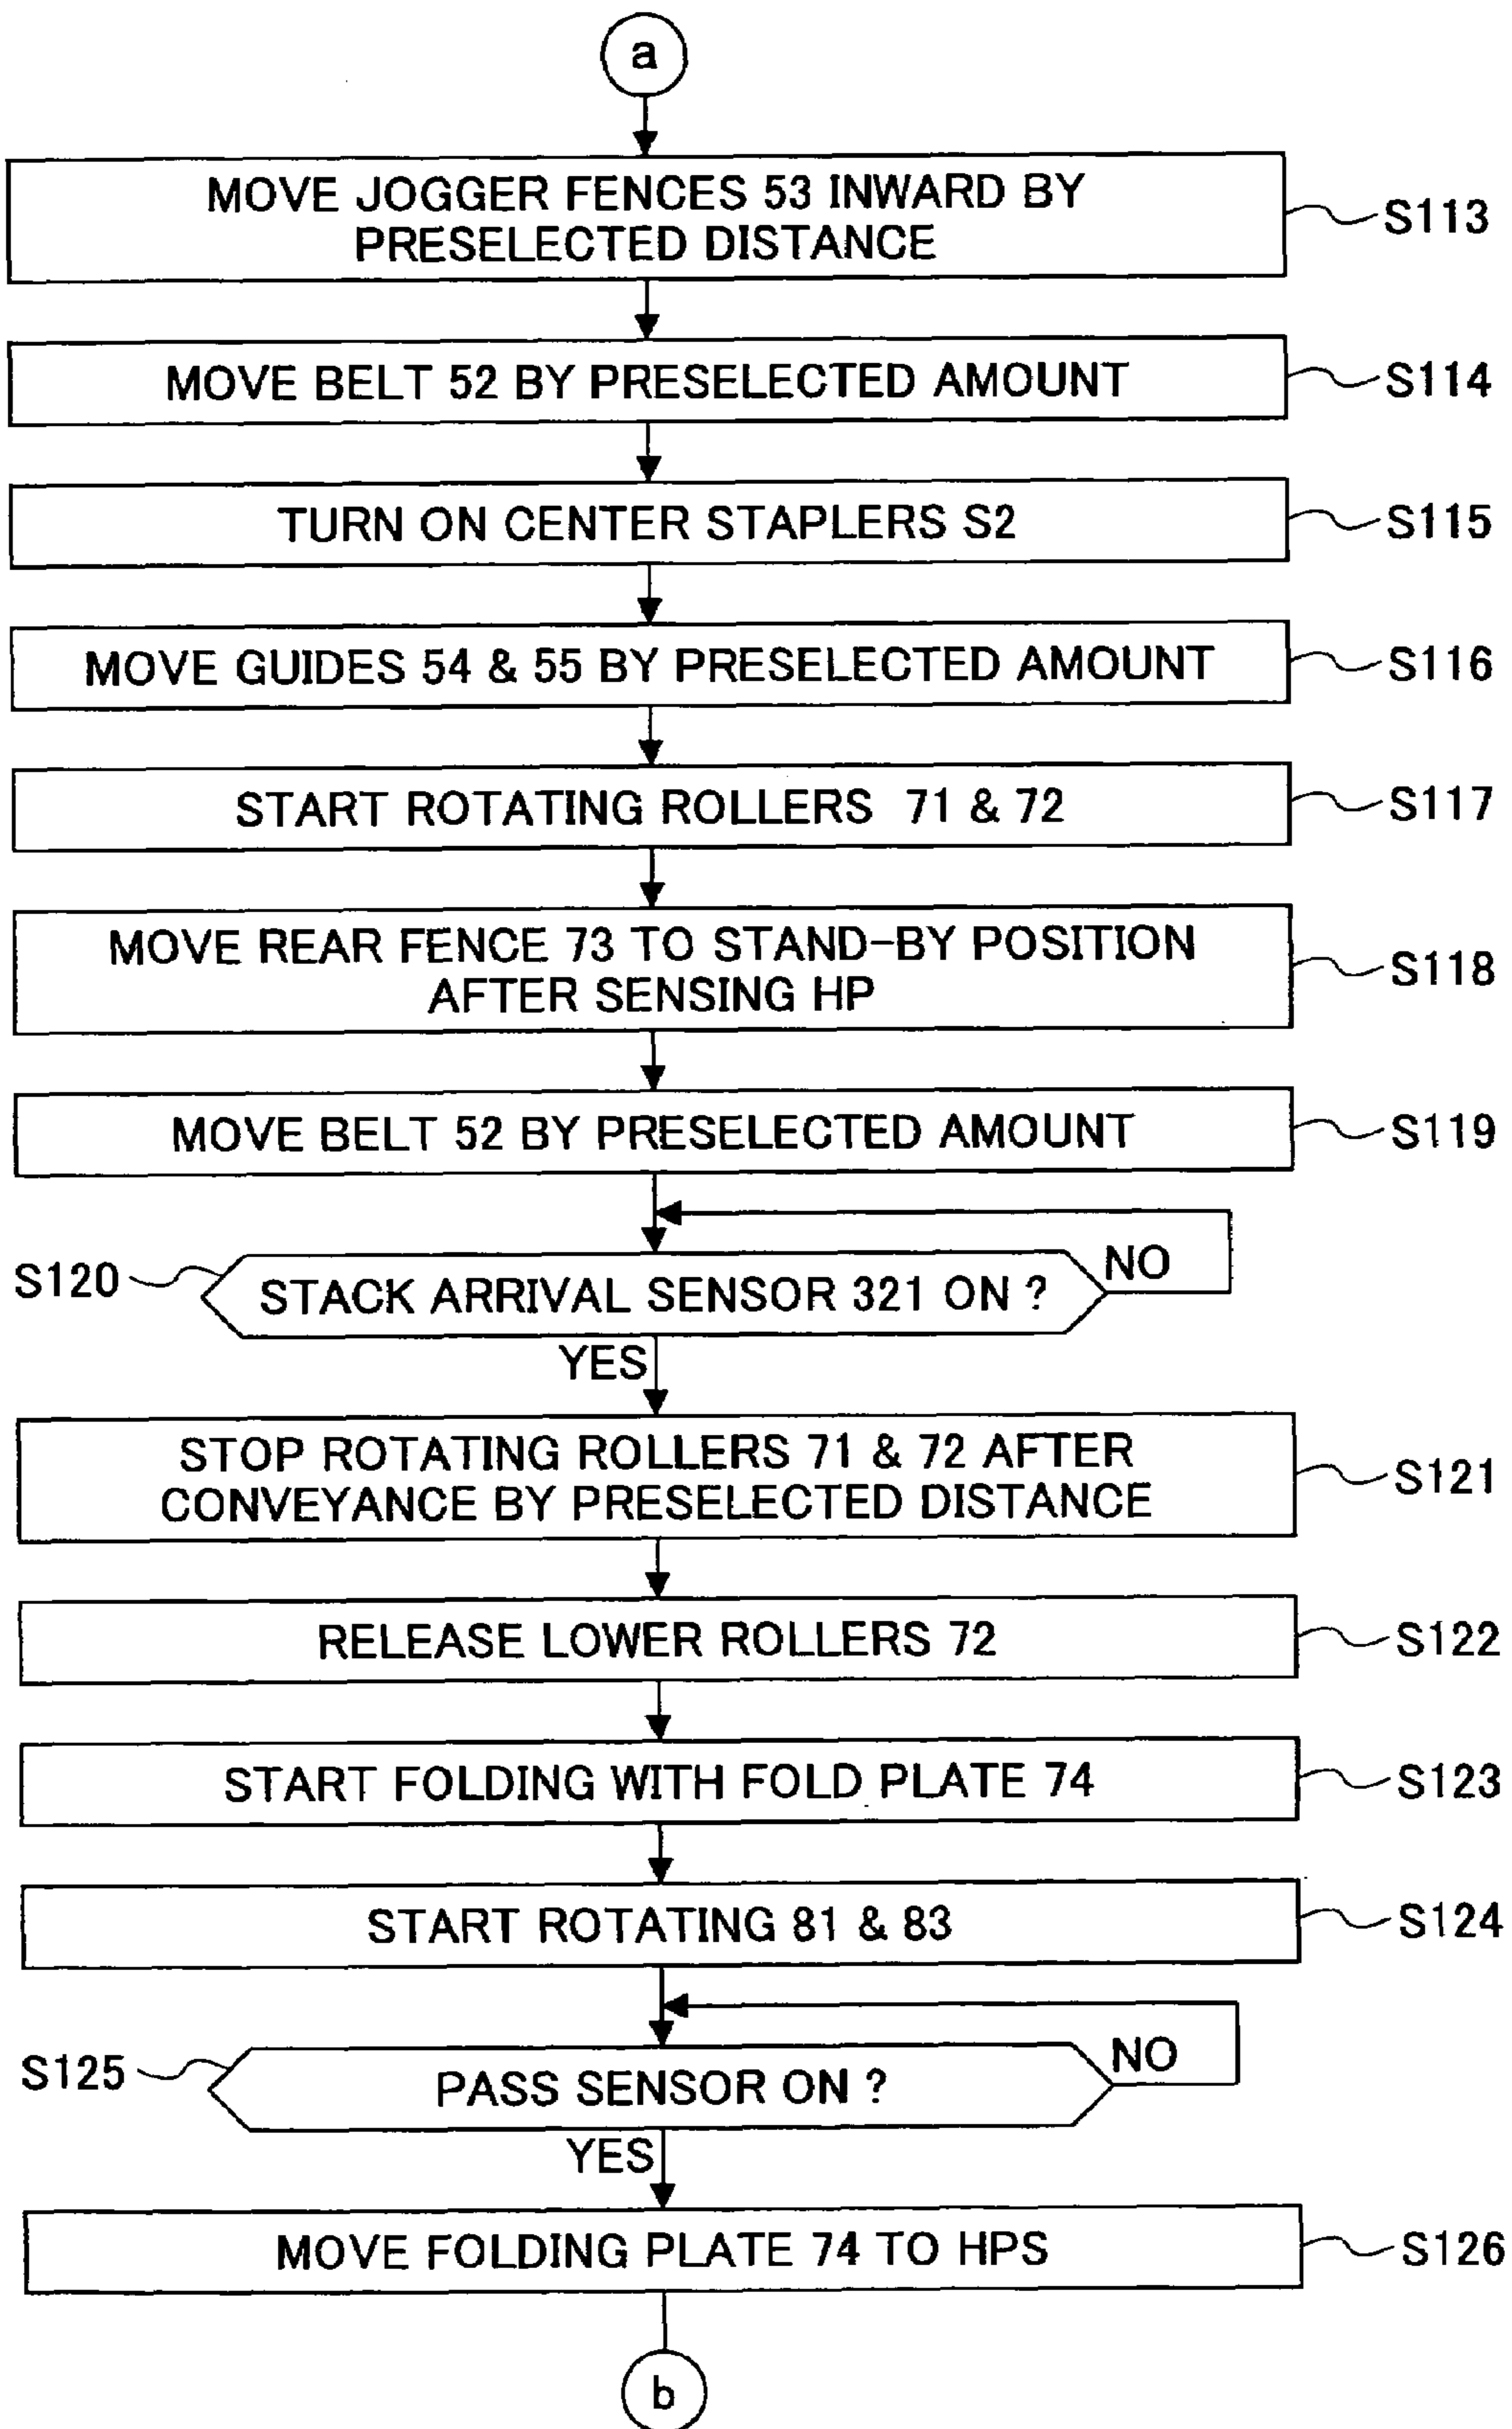 a
MOVE JOGGER FENCES 53 INWARD BY
PRESELECTED DISTANCE
S113
MOVE BELT 52 BY PRESELECTED AMOUNT
S114
TURN ON CENTER STAPLERS S2
S115
MOVE GUIDES 54 & 55 BY PRESELECTED AMOUNT
S116
START ROTATING ROLLERS 71 & 72
S117
MOVE REAR FENCE 73 TO STAND-BY POSITION
AFTER SENSING HP
S118
MOVE BELT 52 BY PRESELECTED AMOUNT
S119
S120
STACK ARRIVAL SENSOR 321 ON ?
NO
YES
STOP ROTATING ROLLERS 71 & 72 AFTER
CONVEYANCE BY PRESELECTED DISTANCE
S121
RELEASE LOWER ROLLERS 72
S122
START FOLDING WITH FOLD PLATE 74
S123
START ROTATING 81 & 83
S124
S125
PASS SENSOR ON ?
NO
YES
MOVE FOLDING PLATE 74 TO HPS
S126
b